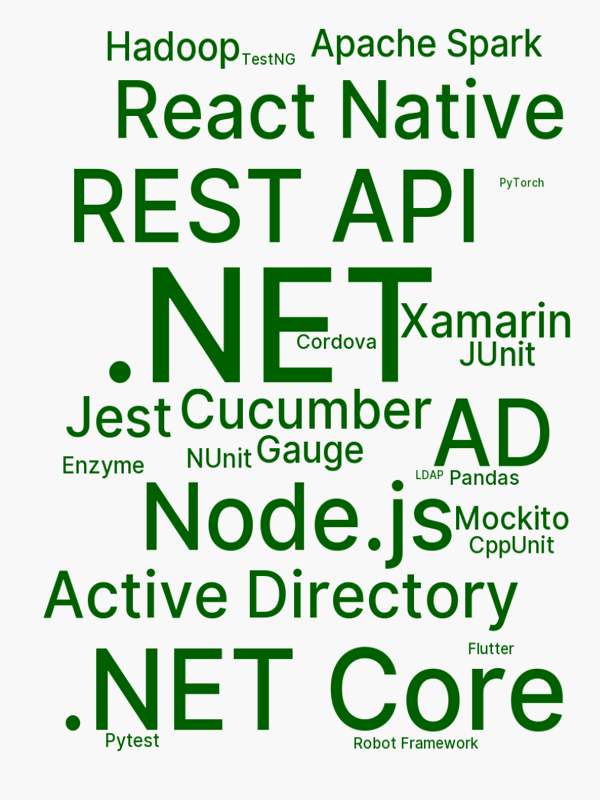 Hadoop
TestNG
Apache Spark
React Native
REST API
PyTorch
.NET
Cordova
Xamarin
JUnit
Jest
Cucumber
AD
Enzyme
NUnit
Gauge
LDAP
Pandas
Node.js
Mockito
CppUnit
Active Directory
Flutter
.NET Core
Pytest
Robot Framework